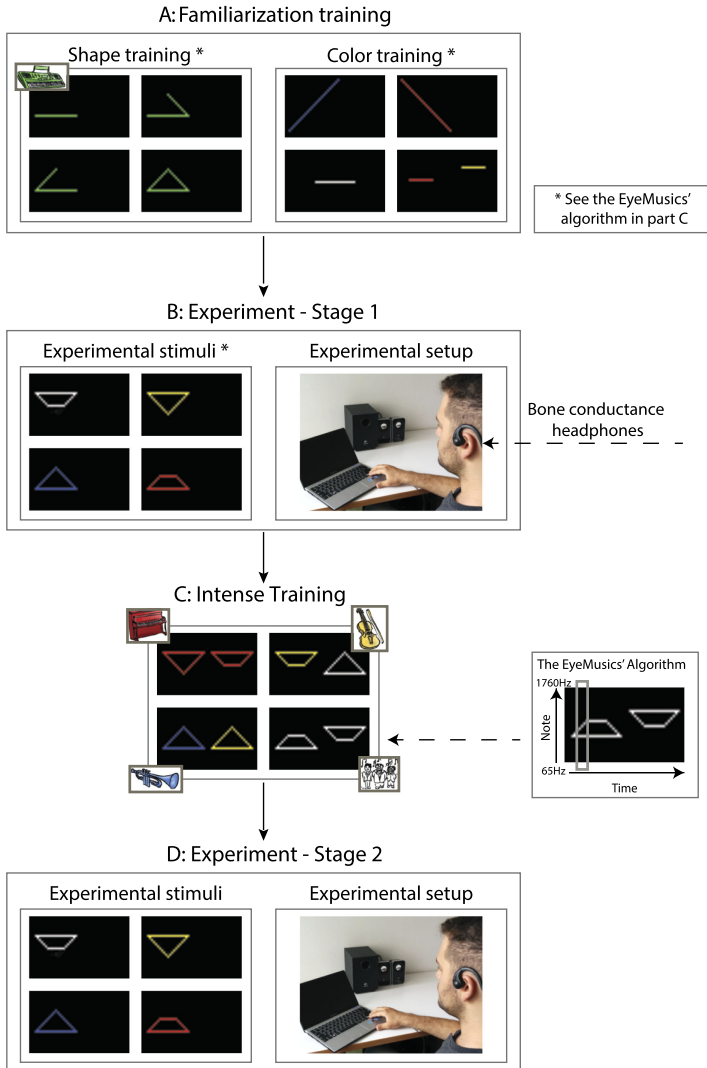 A: Familiarization training
Shape training *
Color training *
* See the EyeMusics'
algorithm in part C
B: Experiment - Stage 1
Experimental stimuli *
Experimental setup
Bone conductance
headphones
C: Intense Training
The EyeMusics' Algorithm
1760Hz
Note
65Hz
Time
D: Experiment - Stage 2
Experimental stimuli
Experimental setup